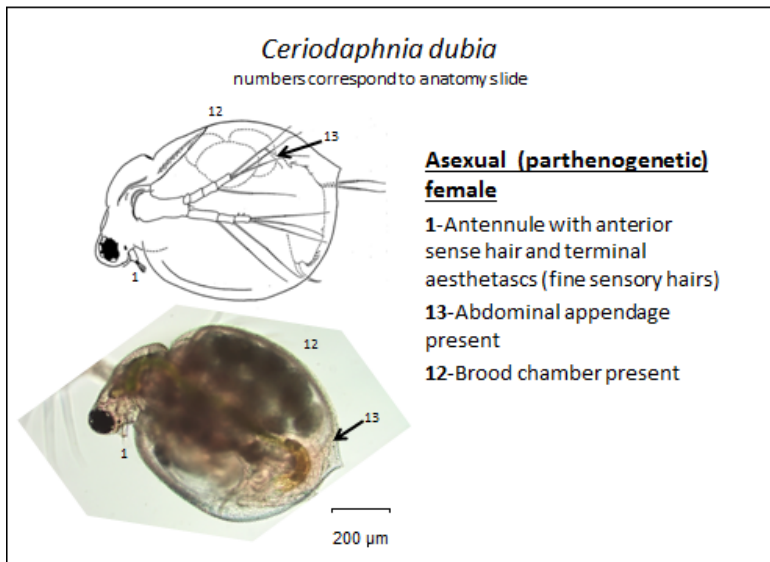 Ceriodaphnia dubia
numbers correspond to anatomy slide
12
13
1
Asexual (parthenogenetic)
female
1-Antennule with anterior
sense hair and terminal
aesthetascs (fine sensory hairs)
13-Abdominal appendage
present
12-Brood chamber present
12
13
1
200 µm